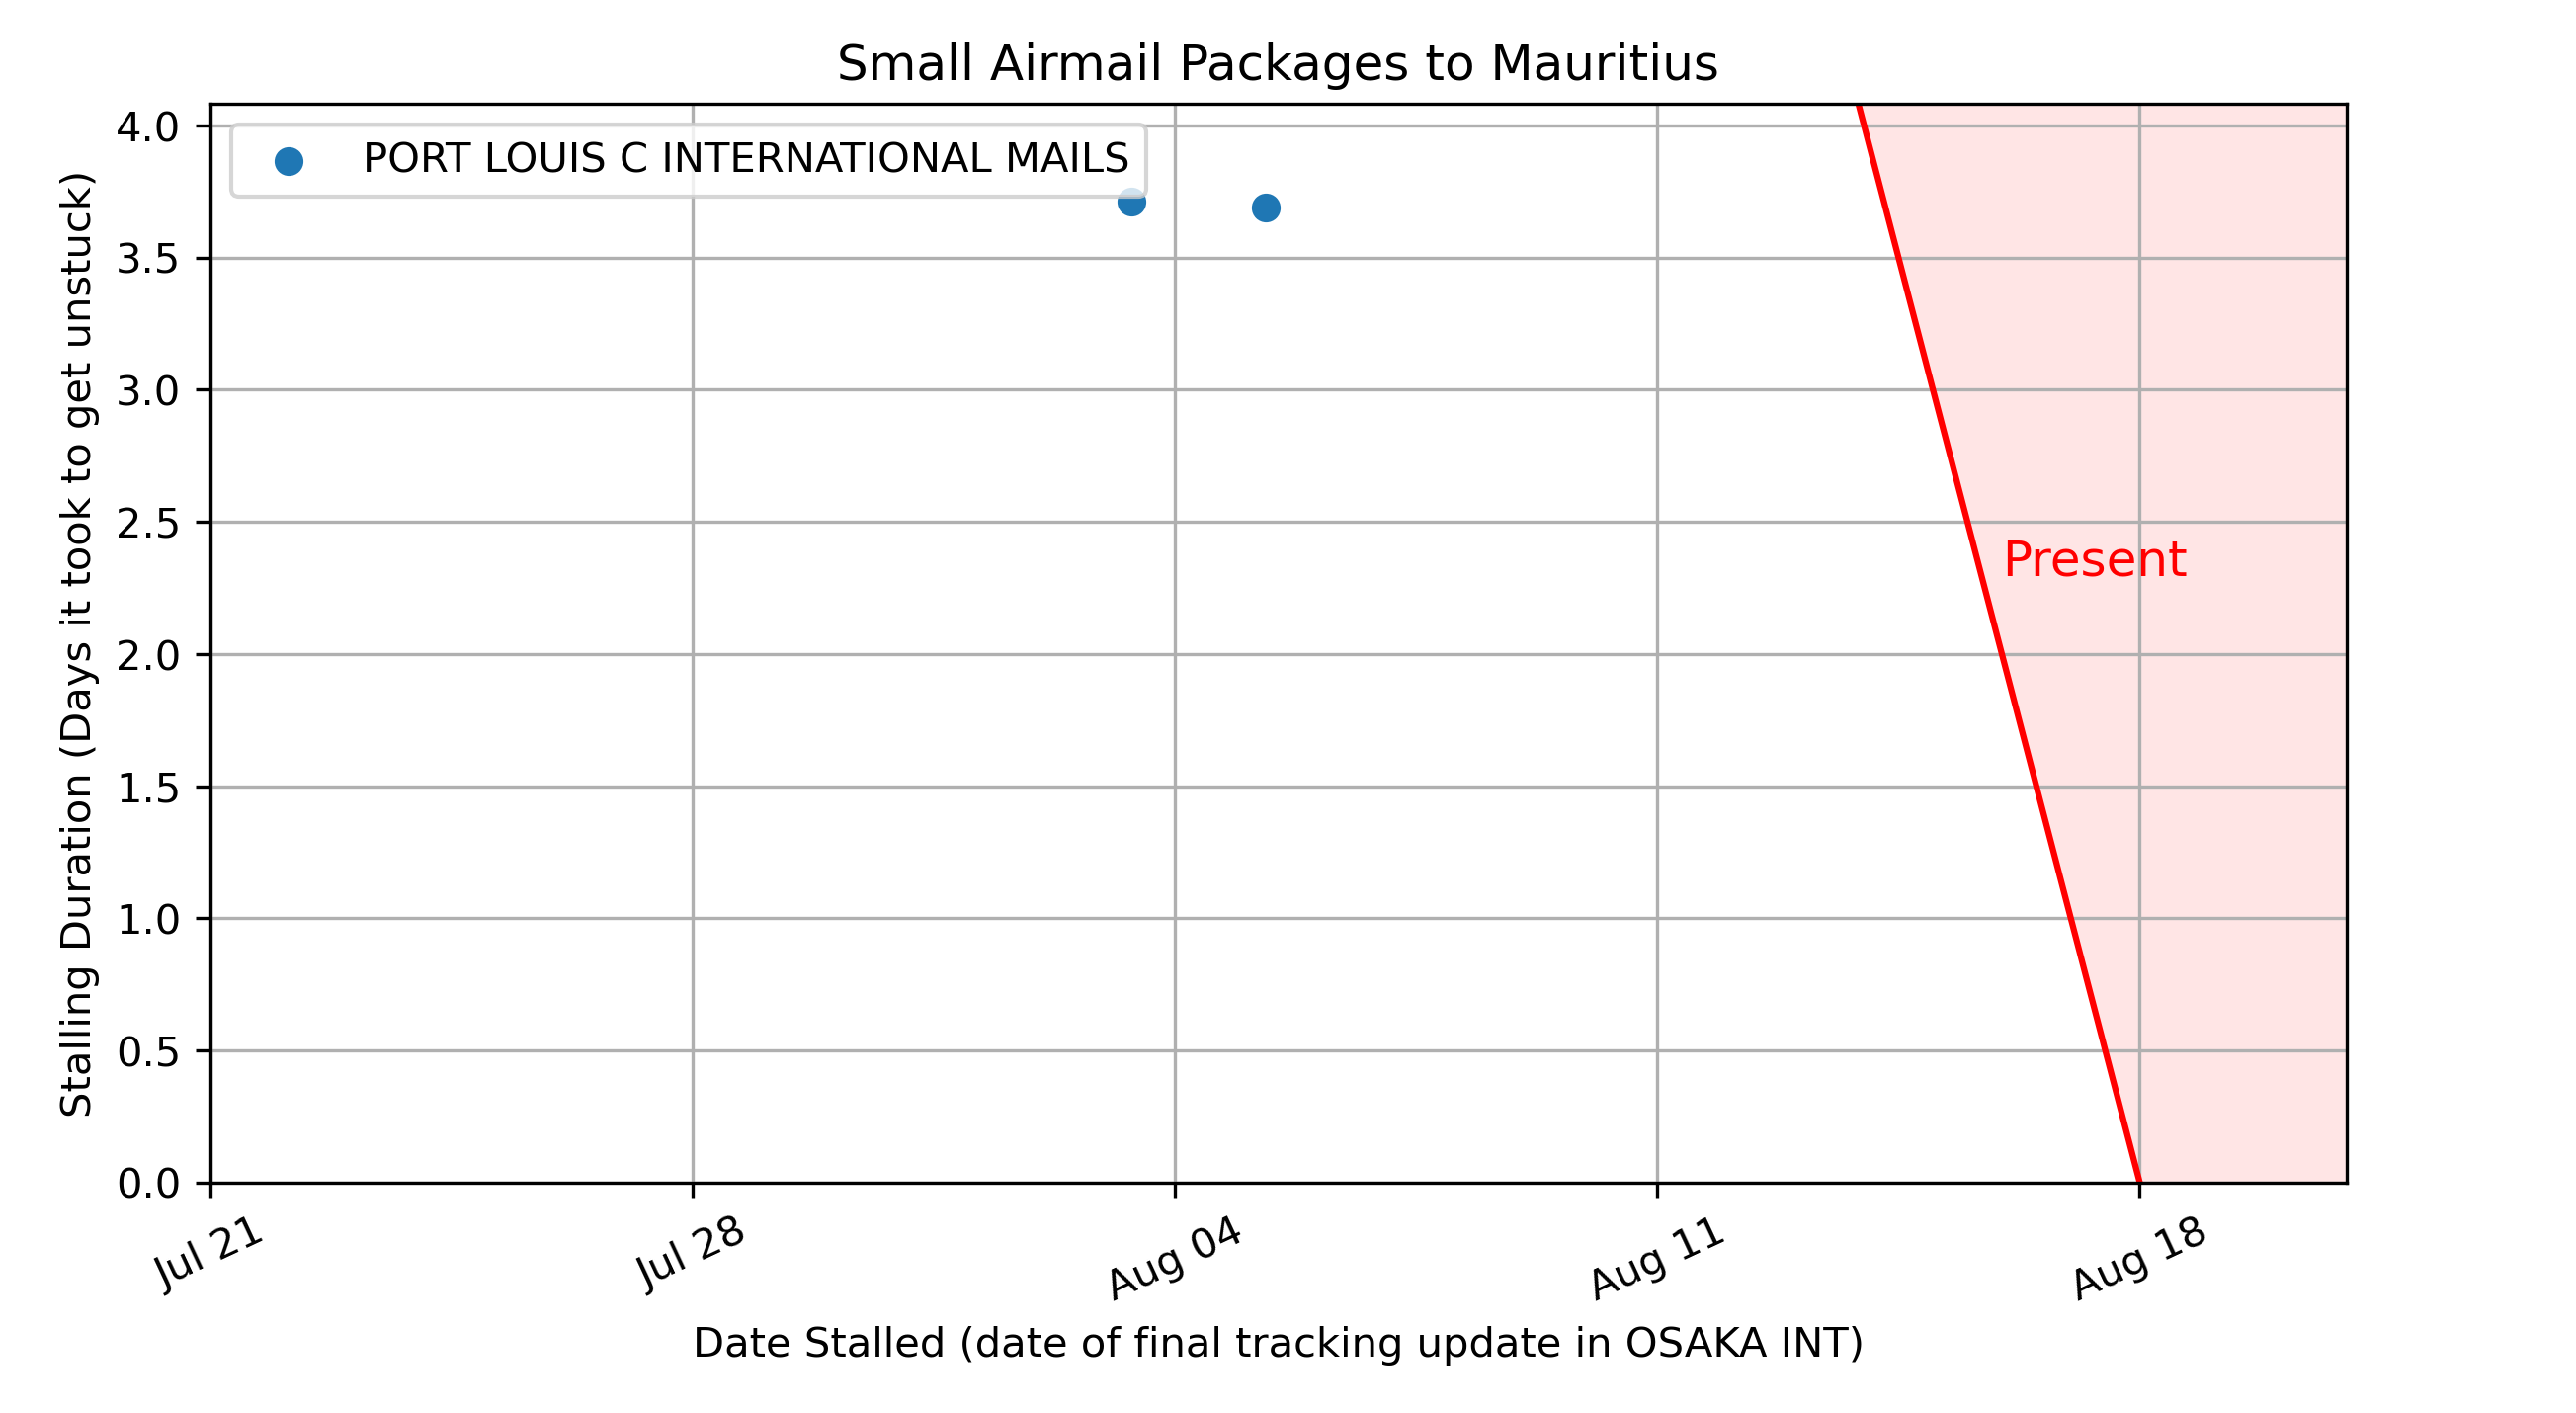 Small Airmail Packages to Mauritius
PORT LOUIS C INTERNATIONAL MAILS
Stalling Duration (Days it took to get unstuck)
4.0
3.5
3.0
2.5
2.0
1.5
1.0
0.5
0.0
Present
Jul 21
Jul 28
Aug 04
Aug 11
Aug 18
Date Stalled (date of final tracking update in OSAKA INT)